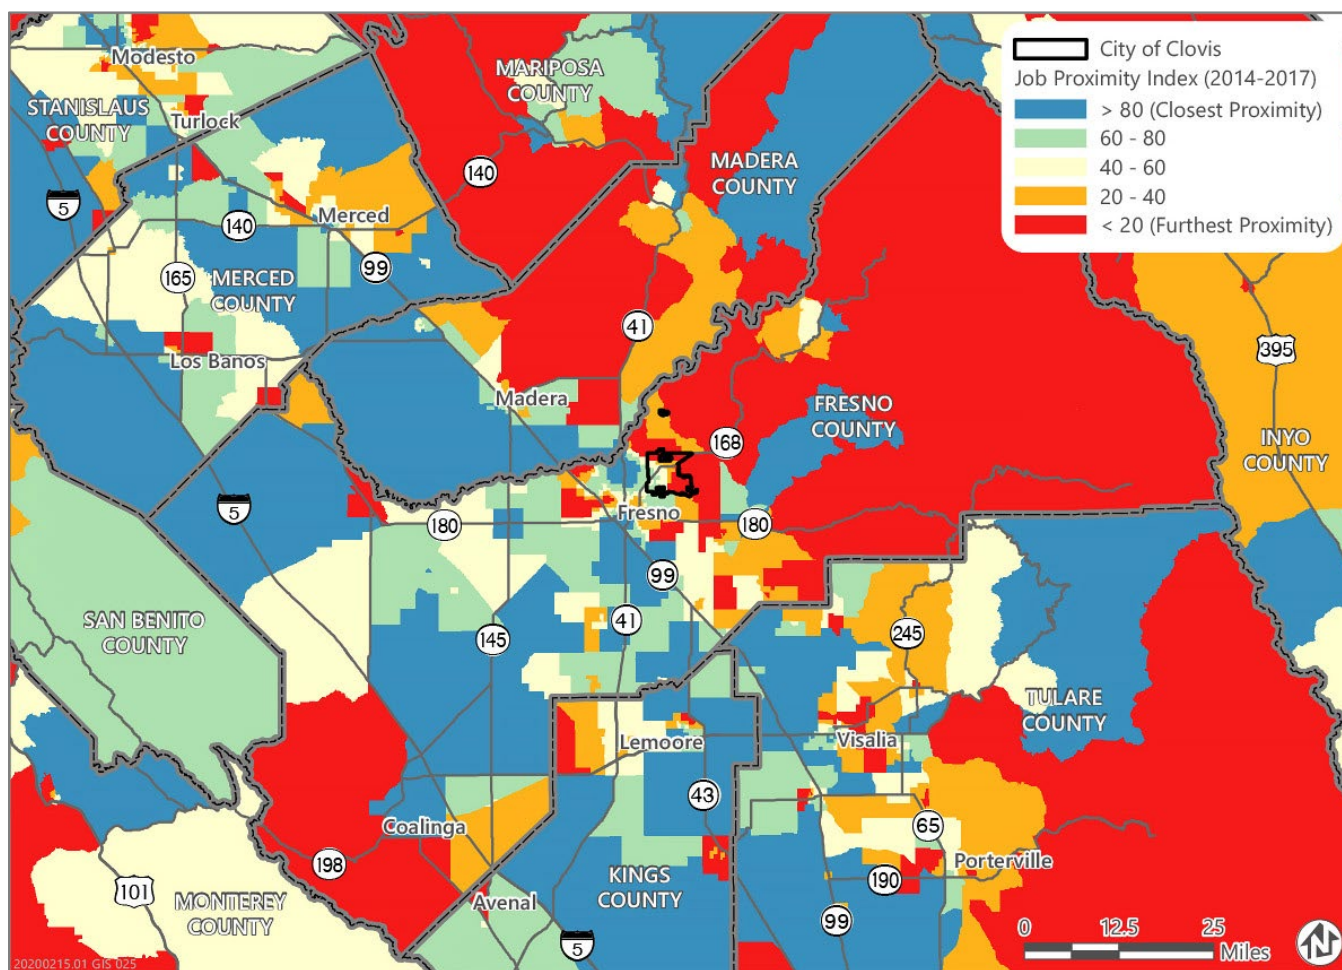 City of Clovis
Job Proximity Index (2014-2017)
> 80 (Closest Proximity)
60 - 80
40 - 60
20 - 40
< 20 (Furthest Proximity)
Modesto
STANISLAUS
COUNTY
Turlock
MARIPOSA
COUNTY
140
MADERA
COUNTY
5
140
Merced
165
MERCED
COUNTY
99
41
395
Los Banos
Madera
FRESNO
COUNTY
INYO
COUNTY
168
5
180
Fresno
180
99
SAN BENITO
COUNTY
145
41
245
TULARE
COUNTY
Lemoore
Visalia
43
Coalinga
65
198
Porterville
101
MONTEREY
COUNTY
Avenal
KINGS
COUNTY
190
99
5
0 12.5 25
Miles
N
20200215.01 GIS 025